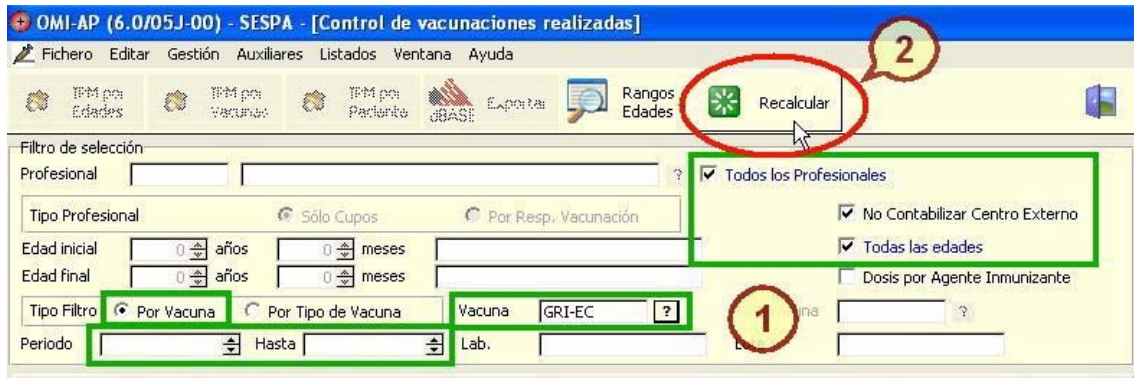 OMI-AP (6.0/05J-00) - SESPA - [Control de vacunaciones realizadas]
Fichero Editar Gestión Auxiliares Listados Ventana Ayuda
2
TPM por Edades
TPM por Vacunas
TPM por Paciente
dBASE
Exportar
Rangos Edades
Recalcular
Filtro de selección
Profesional ? Todos los Profesionales
Tipo Profesional Sólo Cupos Por Resp. Vacunación No Contabilizar Centro Externo
Edad inicial 0 años 0 meses Todas las edades
Edad final 0 años 0 meses Dosis por Agente Inmunizante
Tipo Filtro Por Vacuna Por Tipo de Vacuna Vacuna GRI-EC ? 1 ?
Periodo Hasta Lab.